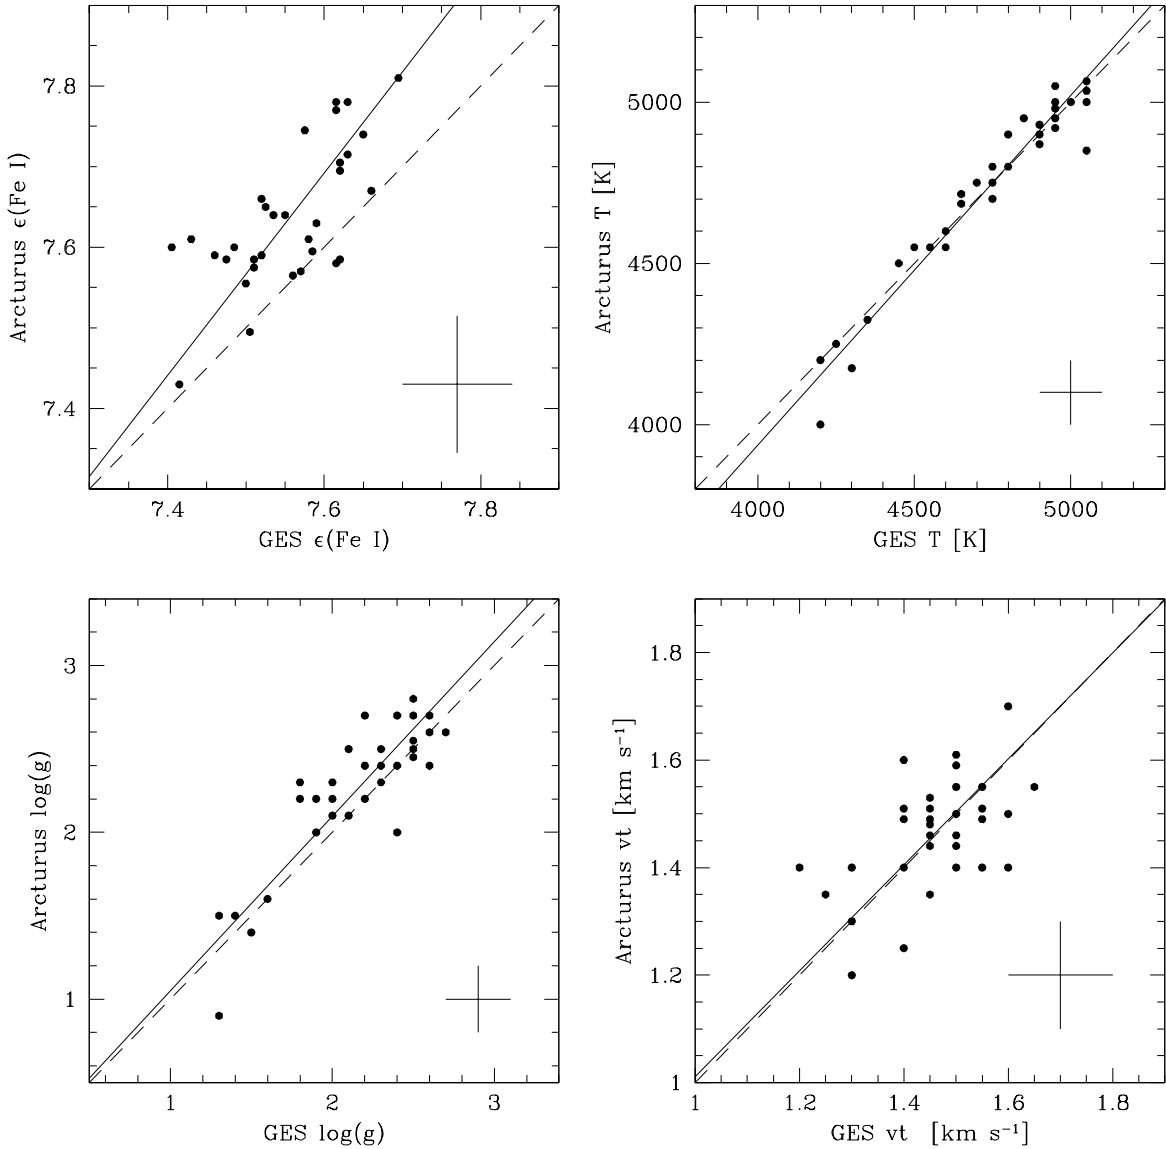 7.8
7.6
7.4
Arcturus ϵ(Fe I)
7.4 7.6 7.8
GES ϵ(Fe I)
5000
4500
4000
Arcturus T [K]
4000 4500 5000
GES T [K]
3
2
1
Arcturus log(g)
1 2 3
GES log(g)
1.8
1.6
1.4
1.2
1
Arcturus vt [km s⁻¹]
1 1.2 1.4 1.6 1.8
GES vt [km s⁻¹]